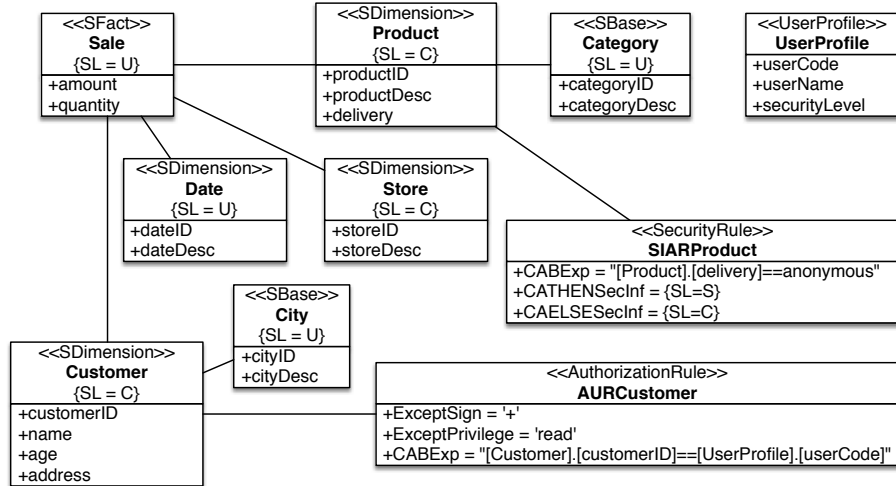 <<SFact>>
Sale
{SL = U}
+amount
+quantity
<<SDimension>>
Product
{SL = C}
+productID
+productDesc
+delivery
<<SBase>>
Category
{SL = U}
+categoryID
+categoryDesc
<<UserProfile>>
UserProfile
+userCode
+userName
+securityLevel
<<SDimension>>
Date
{SL = U}
+dateID
+dateDesc
<<SDimension>>
Store
{SL = C}
+storeID
+storeDesc
<<SecurityRule>>
SIARProduct
+CABExp = "[Product].[delivery]==anonymous"
+CATHENSecInf = {SL=S}
+CAELSESecInf = {SL=C}
<<SBase>>
City
{SL = U}
+cityID
+cityDesc
<<SDimension>>
Customer
{SL = C}
+customerID
+name
+age
+address
<<AuthorizationRule>>
AURCustomer
+ExceptSign = '+'
+ExceptPrivilege = 'read'
+CABExp = "[Customer].[customerID]==[UserProfile].[userCode]"